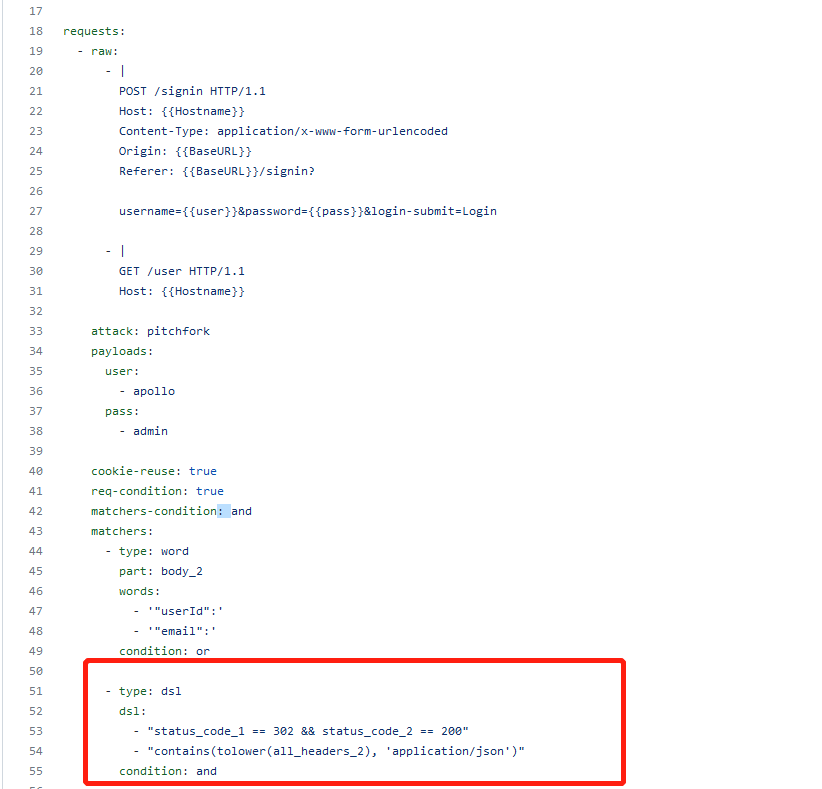 17
18 requests:
19   - raw:
20       - |
21         POST /signin HTTP/1.1
22         Host: {{Hostname}}
23         Content-Type: application/x-www-form-urlencoded
24         Origin: {{BaseURL}}
25         Referer: {{BaseURL}}/signin?
26
27         username={{user}}&password={{pass}}&login-submit=Login
28
29       - |
30         GET /user HTTP/1.1
31         Host: {{Hostname}}
32
33     attack: pitchfork
34     payloads:
35       user:
36         - apollo
37       pass:
38         - admin
39
40     cookie-reuse: true
41     req-condition: true
42     matchers-condition: and
43     matchers:
44       - type: word
45         part: body_2
46         words:
47           - '"userId":'
48           - '"email":'
49         condition: or
50
51       - type: dsl
52         dsl:
53           - "status_code_1 == 302 && status_code_2 == 200"
54           - "contains(tolower(all_headers_2), 'application/json')"
55         condition: and